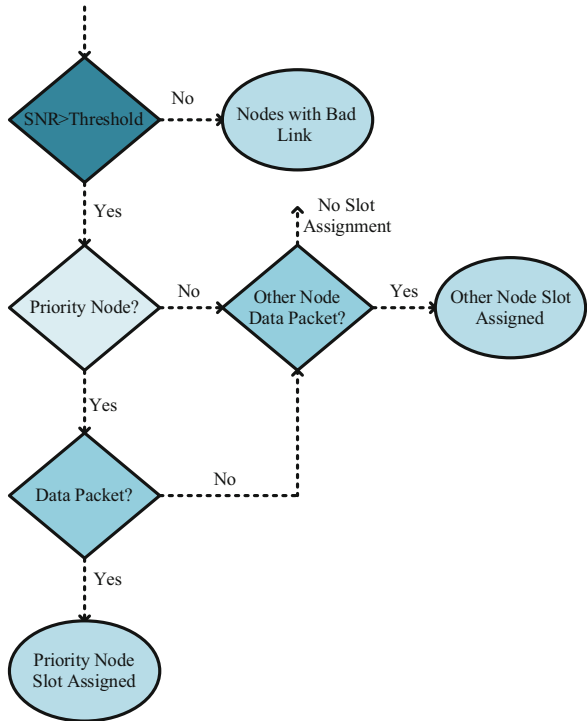 SNR>Threshold
No
Nodes with Bad
Link
Yes
No Slot
Assignment
Priority Node?
No
Other Node
Data Packet?
Yes
Other Node Slot
Assigned
Yes
Data Packet?
No
Yes
Priority Node
Slot Assigned